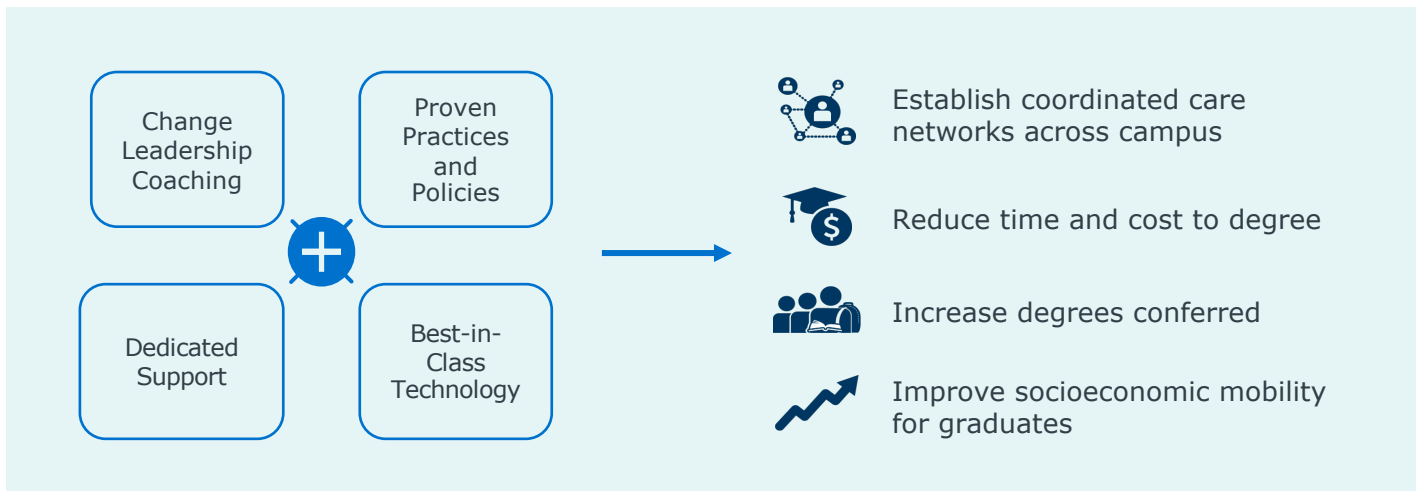 Change
Leadership
Coaching
Proven
Practices
and
Policies
Dedicated
Support
Best-in-
Class
Technology
Establish coordinated care
networks across campus
$
Reduce time and cost to degree
Increase degrees conferred
Improve socioeconomic mobility
for graduates